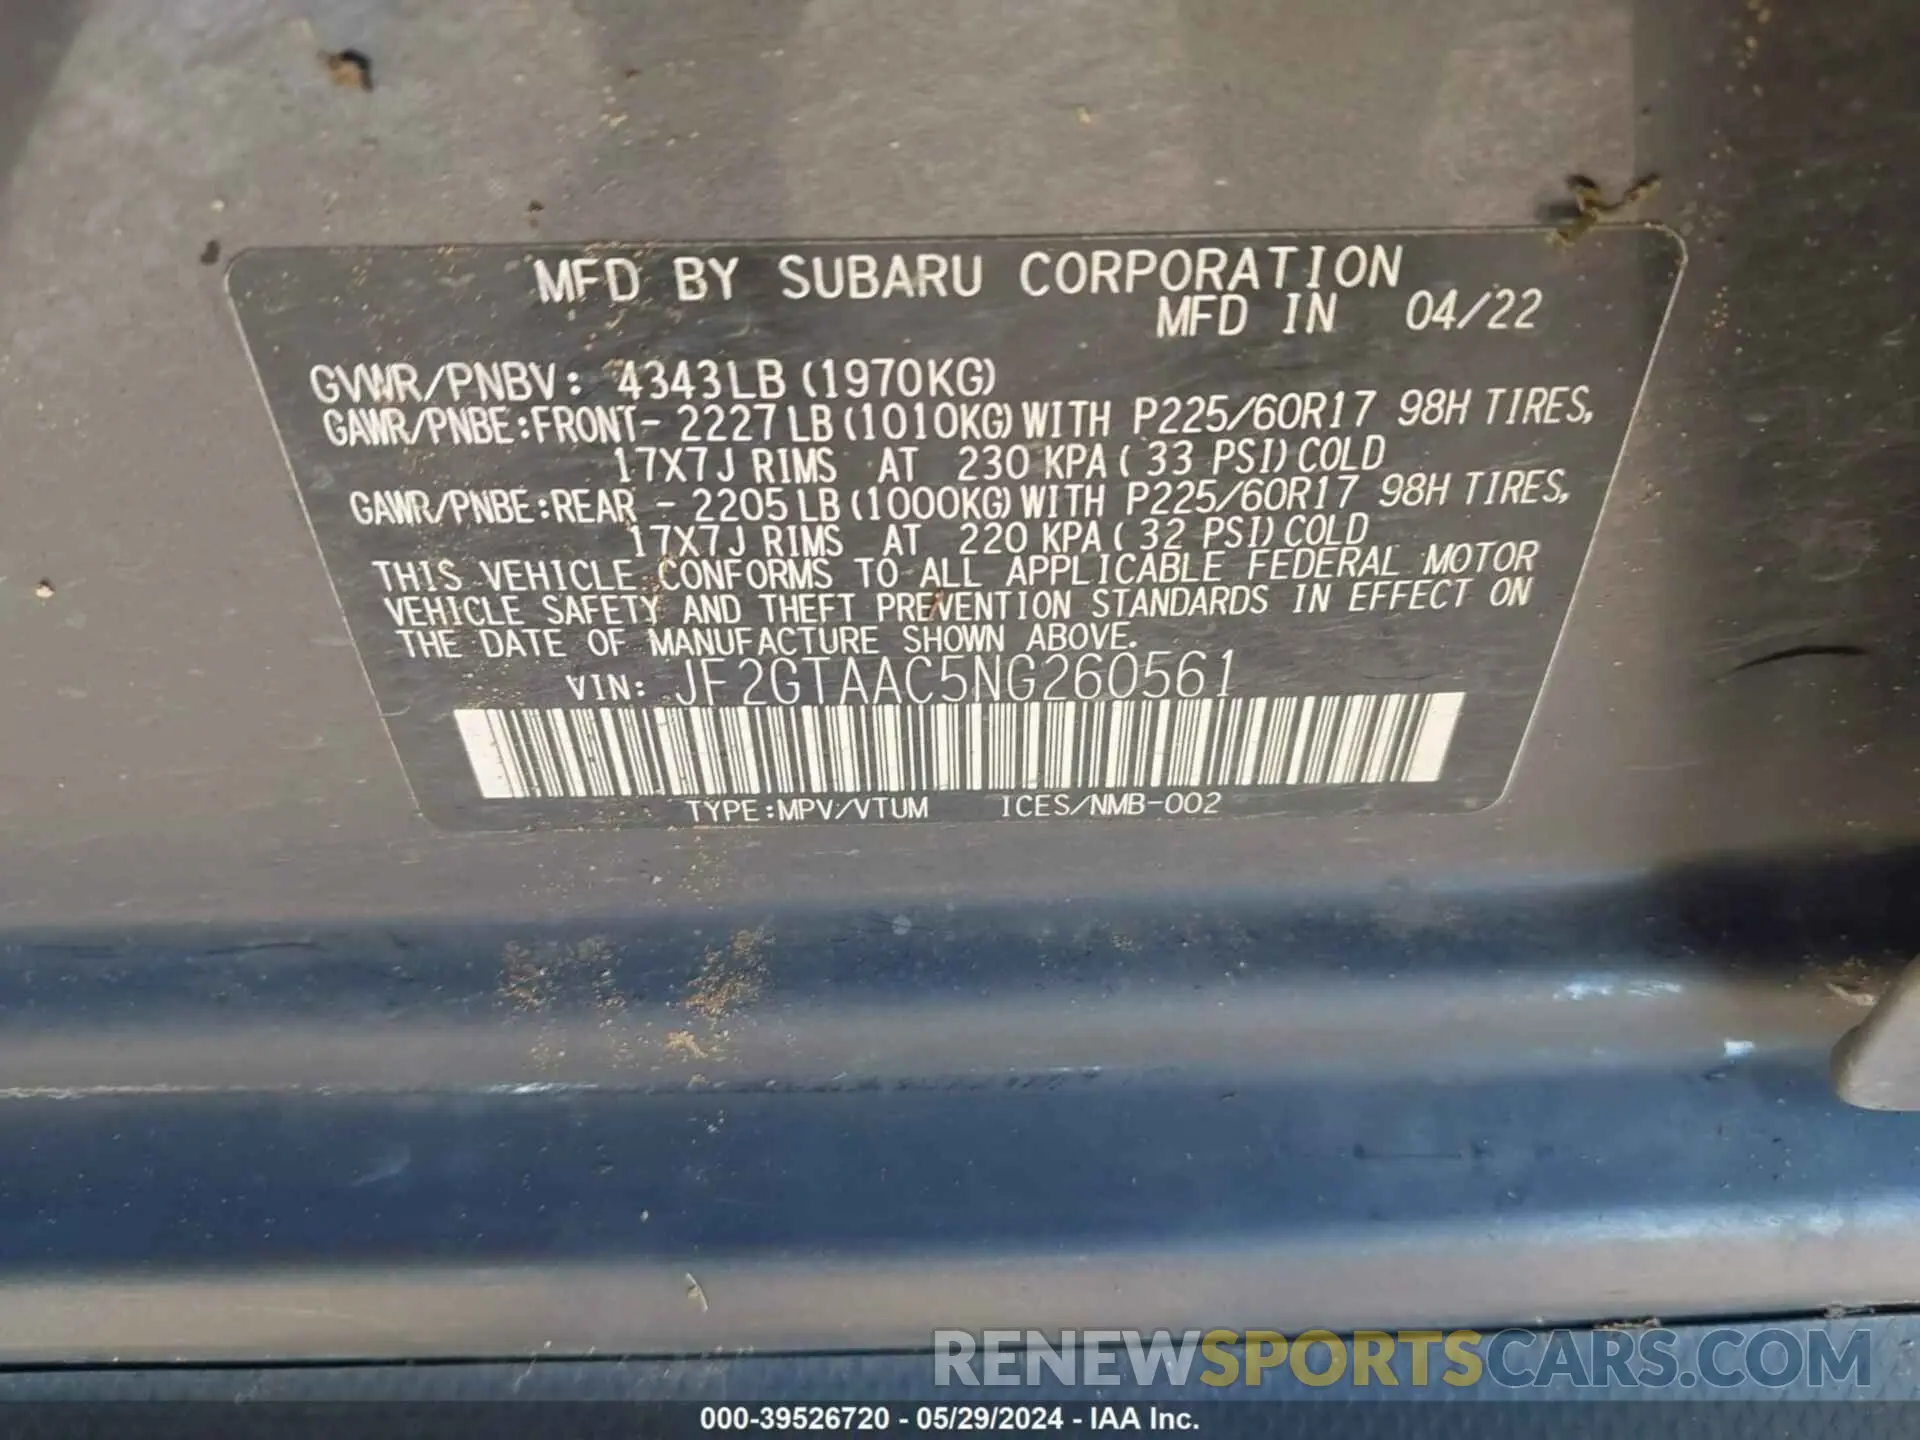 MFD BY SUBARU CORPORATION
MFD IN 04/22
GVWR/PNBV: 4343LB(1970KG)
GAWR/PNBE:FRONT- 2227LB(1010KG)WITH P225/60R17 98H TIRES,
17X7J RIMS AT 230 KPA( 33 PSI)COLD
GAWR/PNBE:REAR - 2205LB(1000KG)WITH P225/60R17 98H TIRES,
17X7J RIMS AT 220 KPA( 32 PSI)COLD
THIS VEHICLE CONFORMS TO ALL APPLICABLE FEDERAL MOTOR
VEHICLE SAFETY AND THEFT PREVENTION STANDARDS IN EFFECT ON
THE DATE OF MANUFACTURE SHOWN ABOVE.
VIN: JF2GTAAC5NG260561
TYPE:MPV/VTUM ICES/NMB-002
RENEWSPORTSCARS.COM
000-39526720 - 05/29/2024 - IAA Inc.